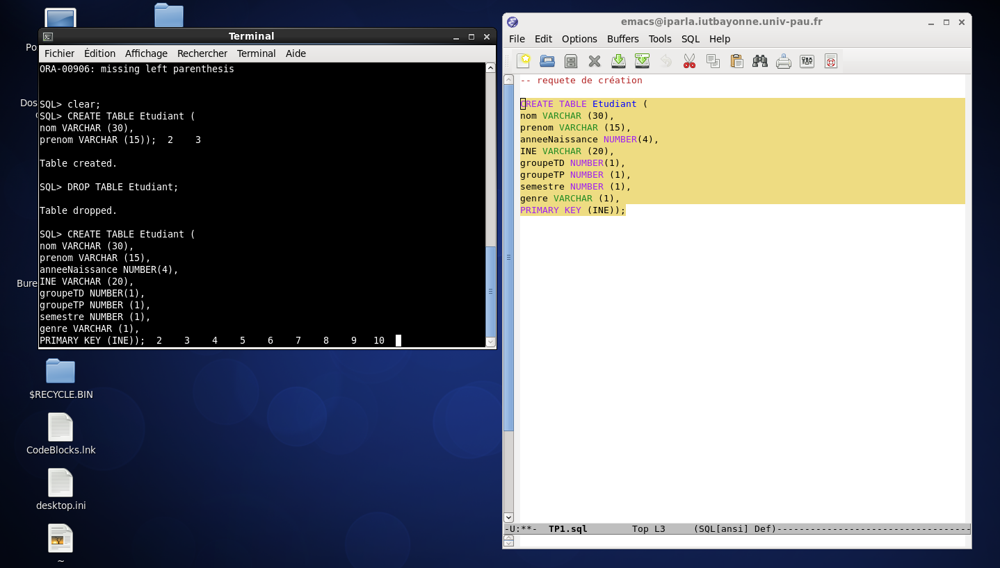 Po
Dos
Bure
$RECYCLE.BIN
CodeBlocks.lnk
desktop.ini
~
Terminal
Fichier Édition Affichage Rechercher Terminal Aide
ORA-00906: missing left parenthesis
SQL> clear;
SQL> CREATE TABLE Etudiant (
nom VARCHAR (30),
prenom VARCHAR (15));  2    3
Table created.
SQL> DROP TABLE Etudiant;
Table dropped.
SQL> CREATE TABLE Etudiant (
nom VARCHAR (30),
prenom VARCHAR (15),
anneeNaissance NUMBER(4),
INE VARCHAR (20),
groupeTD NUMBER(1),
groupeTP NUMBER (1),
semestre NUMBER (1),
genre VARCHAR (1),
PRIMARY KEY (INE));  2    3    4    5    6    7    8    9   10
emacs@iparla.iutbayonne.univ-pau.fr
File Edit Options Buffers Tools SQL Help
-- requete de création
CREATE TABLE Etudiant (
nom VARCHAR (30),
prenom VARCHAR (15),
anneeNaissance NUMBER(4),
INE VARCHAR (20),
groupeTD NUMBER(1),
groupeTP NUMBER (1),
semestre NUMBER (1),
genre VARCHAR (1),
PRIMARY KEY (INE));
-U:**-  TP1.sql        Top L3     (SQL[ansi] Def)-----------------------------------